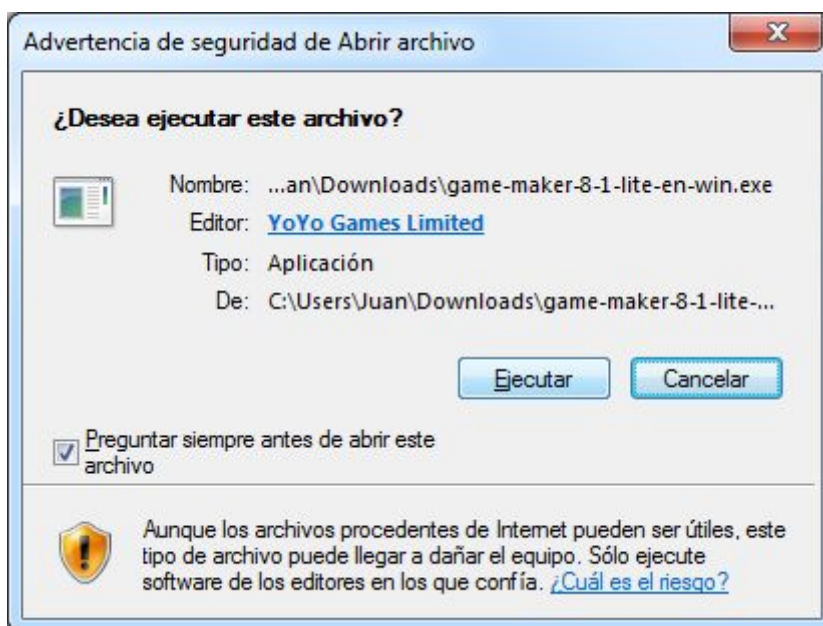 Advertencia de seguridad de Abrir archivo
¿Desea ejecutar este archivo?
Nombre: ...an\Downloads\game-maker-8-1-lite-en-win.exe
Editor: YoYo Games Limited
Tipo: Aplicación
De: C:\Users\Juan\Downloads\game-maker-8-1-lite-...
Ejecutar Cancelar
Preguntar siempre antes de abrir este
archivo
Aunque los archivos procedentes de Internet pueden ser útiles, este
tipo de archivo puede llegar a dañar el equipo. Sólo ejecute
software de los editores en los que confía. ¿Cuál es el riesgo?